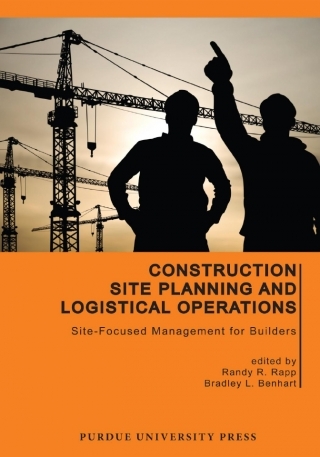 CONSTRUCTION
SITE PLANNING AND
LOGISTICAL OPERATIONS
Site-Focused Management for Builders
edited by
Randy R. Rapp
Bradley L. Benhart
PURDUE UNIVERSITY PRESS